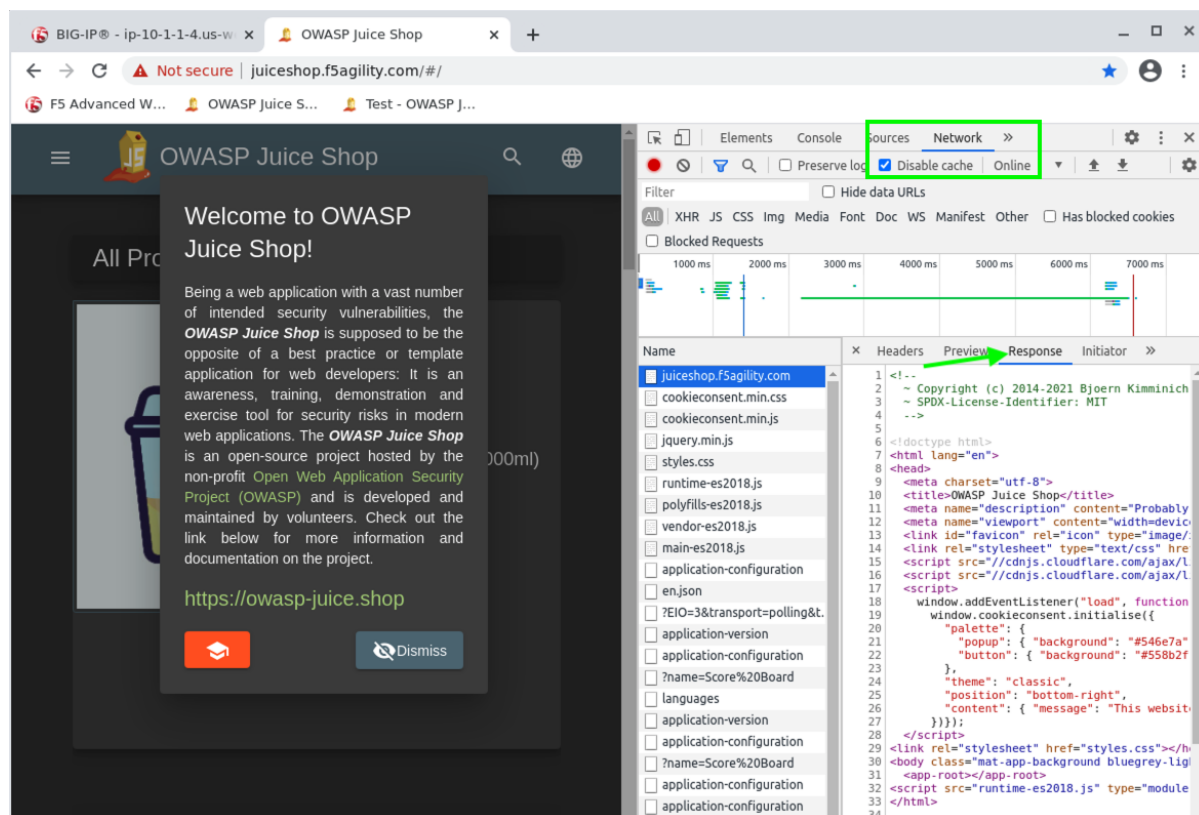 BIG-IP® - ip-10-1-1-4.us-w
OWASP Juice Shop
Not secure | juiceshop.f5agility.com/#/
F5 Advanced W... OWASP Juice S... Test - OWASP J...
JS OWASP Juice Shop
All Pro
Welcome to OWASP
Juice Shop!
Being a web application with a vast number
of intended security vulnerabilities, the
OWASP Juice Shop is supposed to be the
opposite of a best practice or template
application for web developers: It is an
awareness, training, demonstration and
exercise tool for security risks in modern
web applications. The OWASP Juice Shop
is an open-source project hosted by the
non-profit Open Web Application Security
Project (OWASP) and is developed and
maintained by volunteers. Check out the
link below for more information and
documentation on the project.
https://owasp-juice.shop
Dismiss
000ml)
Elements Console Sources Network »
Preserve log Disable cache Online
Filter Hide data URLs
All XHR JS CSS Img Media Font Doc WS Manifest Other Has blocked cookies
Blocked Requests
1000 ms 2000 ms 3000 ms 4000 ms 5000 ms 6000 ms 7000 ms
Name
juiceshop.f5agility.com
cookieconsent.min.css
cookieconsent.min.js
jquery.min.js
styles.css
runtime-es2018.js
polyfills-es2018.js
vendor-es2018.js
main-es2018.js
application-configuration
en.json
?EIO=3&transport=polling&t.
application-version
application-configuration
?name=Score%20Board
languages
application-version
application-configuration
?name=Score%20Board
application-configuration
application-configuration
Headers Preview Response Initiator »
1 <!--
2 ~ Copyright (c) 2014-2021 Bjoern Kimminich
3 ~ SPDX-License-Identifier: MIT
4 -->
5
6 <!doctype html>
7 <html lang="en">
8 <head>
9 <meta charset="utf-8">
10 <title>OWASP Juice Shop</title>
11 <meta name="description" content="Probably
12 <meta name="viewport" content="width=devic
13 <link id="favicon" rel="icon" type="image/
14 <link rel="stylesheet" type="text/css" hre
15 <script src="//cdnjs.cloudflare.com/ajax/l
16 <script src="//cdnjs.cloudflare.com/ajax/l
17 <script>
18 window.addEventListener("load", function
19 window.cookieconsent.initialise({
20 "palette": {
21 "popup": { "background": "#546e7a"
22 "button": { "background": "#558b2f
23 },
24 "theme": "classic",
25 "position": "bottom-right",
26 "content": { "message": "This websit
27 })});
28 </script>
29 <link rel="stylesheet" href="styles.css"></h
30 <body class="mat-app-background bluegrey-lig
31 <app-root></app-root>
32 <script src="runtime-es2018.js" type="module
33 </html>
34